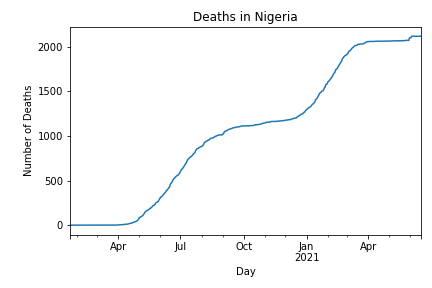 Deaths in Nigeria
Number of Deaths
2000
1500
1000
500
0
Apr Jul Oct Jan Apr
2021
Day